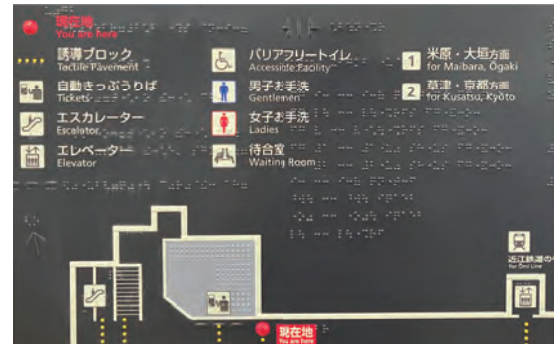 現在地
You are here
誘導ブロック
Tactile Pavement
自動きっぷうりば
Tickets
エスカレーター
Escalator
エレベーター
Elevator
バリアフリートイレ
Accessible Facility
男子お手洗
Gentlemen
女子お手洗
Ladies
待合室
Waiting Room
1 米原・大垣方面
for Maibara, Ōgaki
2 草津・京都方面
for Kusatsu, Kyōto
近江鉄道の
for Ōmi Line
現在地
You are here